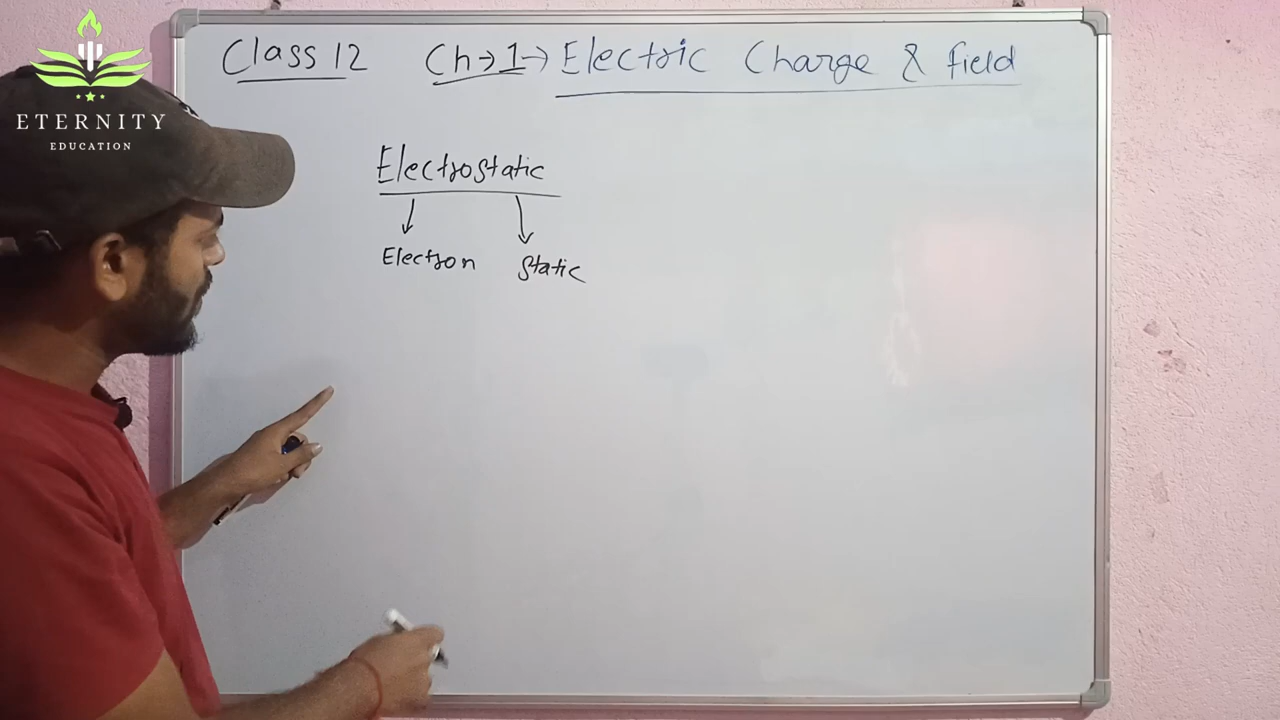 ETERNITY
EDUCATION
Class 12 Ch→1→ Electric Charge & field
Electrostatic
Electron Static